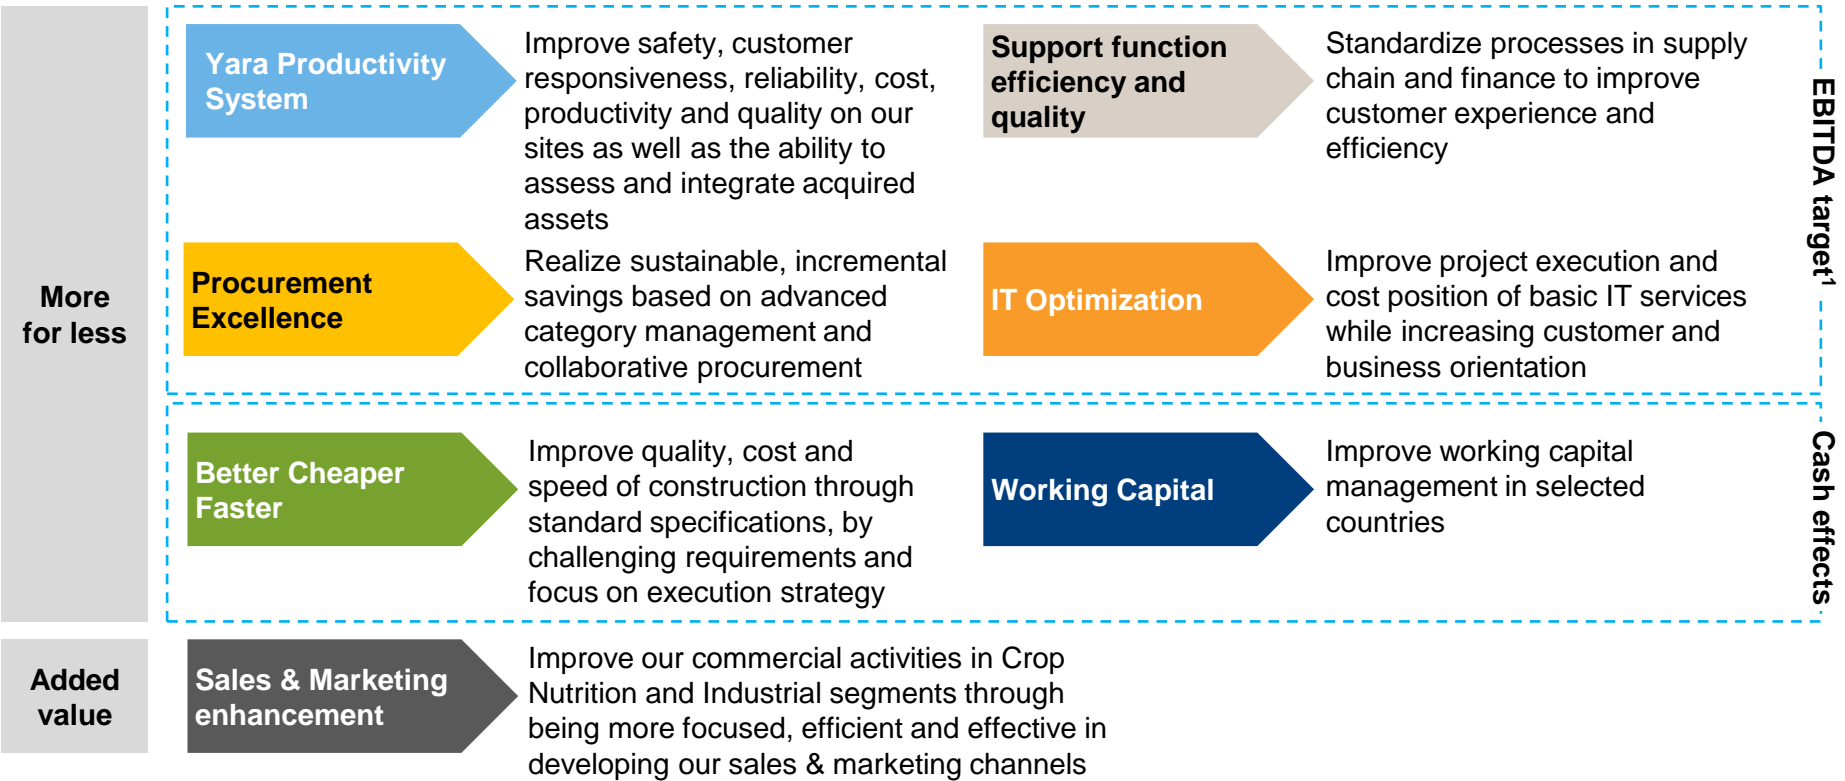 More
for less
Yara Productivity
System
Improve safety, customer
responsiveness, reliability, cost,
productivity and quality on our
sites as well as the ability to
assess and integrate acquired
assets
Support function
efficiency and
quality
Standardize processes in supply
chain and finance to improve
customer experience and
efficiency
Procurement
Excellence
Realize sustainable, incremental
savings based on advanced
category management and
collaborative procurement
IT Optimization
Improve project execution and
cost position of basic IT services
while increasing customer and
business orientation
EBITDA target¹
Better Cheaper
Faster
Improve quality, cost and
speed of construction through
standard specifications, by
challenging requirements and
focus on execution strategy
Working Capital
Improve working capital
management in selected
countries
Cash effects
Added
value
Sales & Marketing
enhancement
Improve our commercial activities in Crop
Nutrition and Industrial segments through
being more focused, efficient and effective in
developing our sales & marketing channels